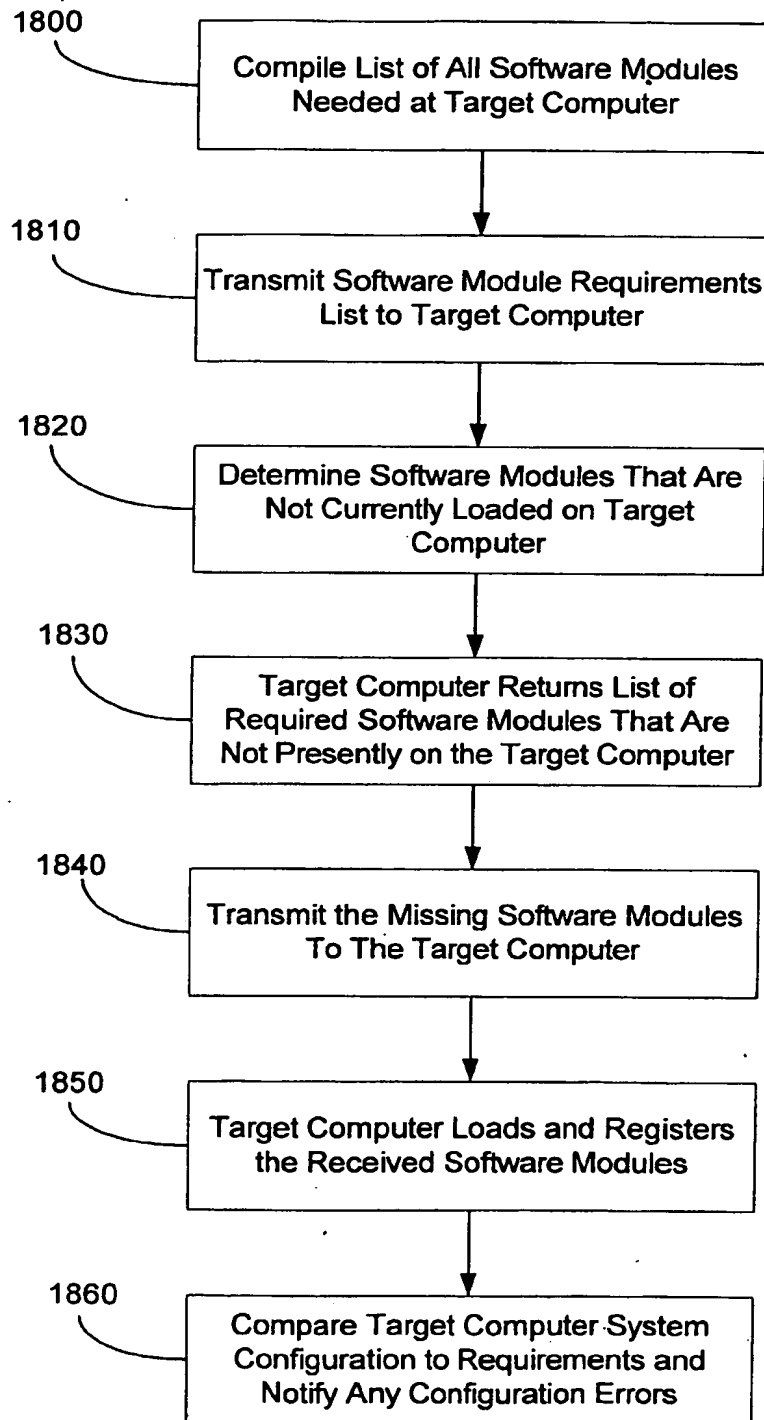 1800
Compile List of All Software Modules
Needed at Target Computer
1810
Transmit Software Module Requirements
List to Target Computer
1820
Determine Software Modules That Are
Not Currently Loaded on Target
Computer
1830
Target Computer Returns List of
Required Software Modules That Are
Not Presently on the Target Computer
1840
Transmit the Missing Software Modules
To The Target Computer
1850
Target Computer Loads and Registers
the Received Software Modules
1860
Compare Target Computer System
Configuration to Requirements and
Notify Any Configuration Errors